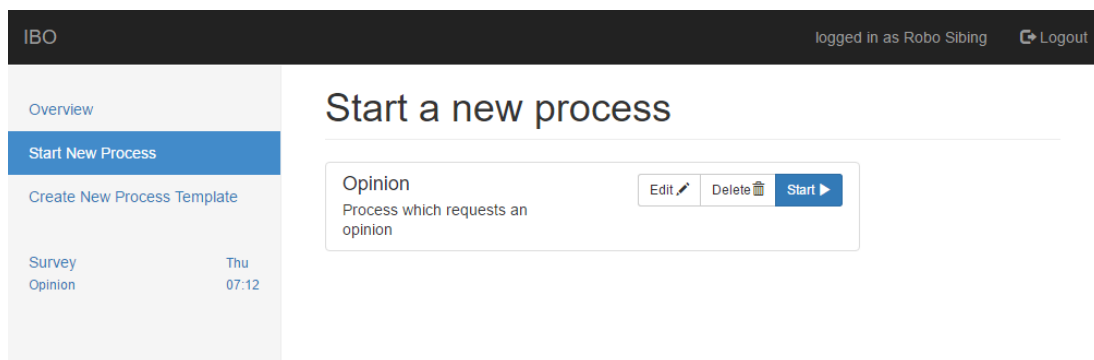 IBO
logged in as Robo Sibing Logout
Overview
Start New Process
Create New Process Template
Survey Thu
Opinion 07:12
Start a new process
Opinion
Process which requests an
opinion
Edit Delete Start